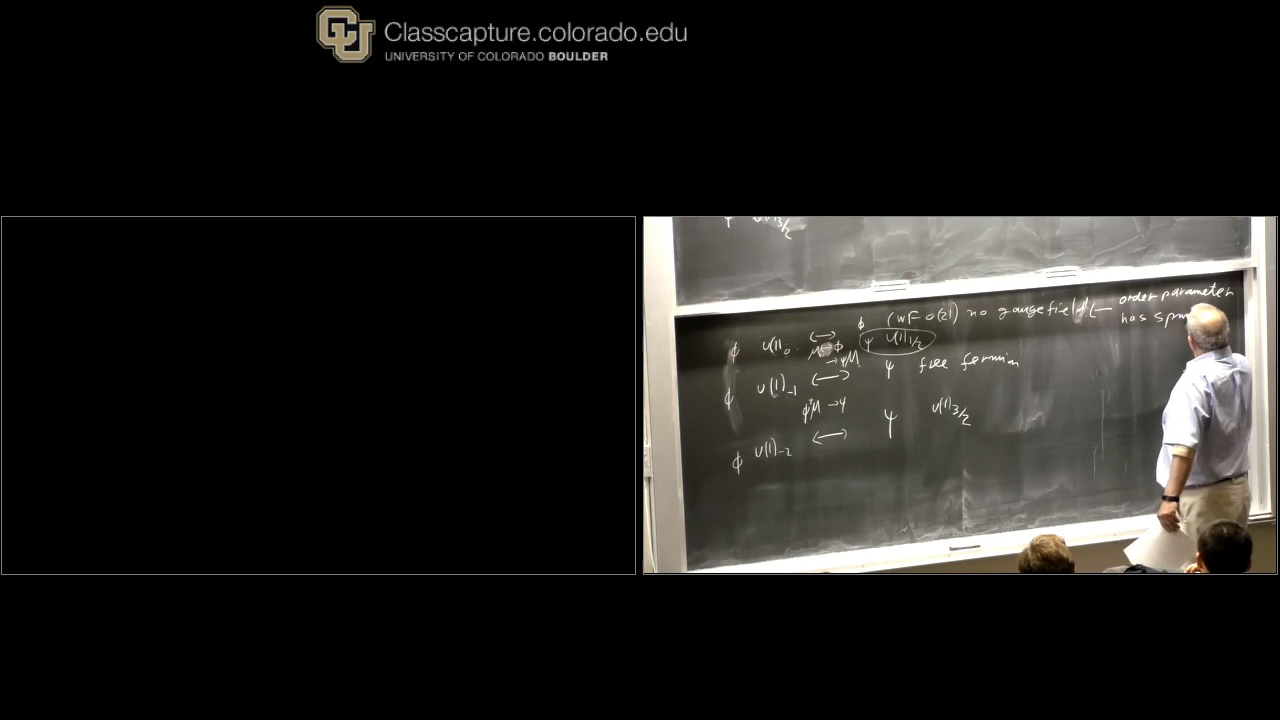 Classcapture.colorado.edu
UNIVERSITY OF COLORADO BOULDER
ψ U(1)3/2
ϕ (WF O(2)) no gauge field ← order parameter
has spin
ϕ U(1)0 ↔ ψ U(1)1/2
M ϕ
→ ψM
ϕ U(1)-1 ↔ ψ free fermion
ϕ†M → ψ
ϕ U(1)-2 ↔ ψ U(1)3/2